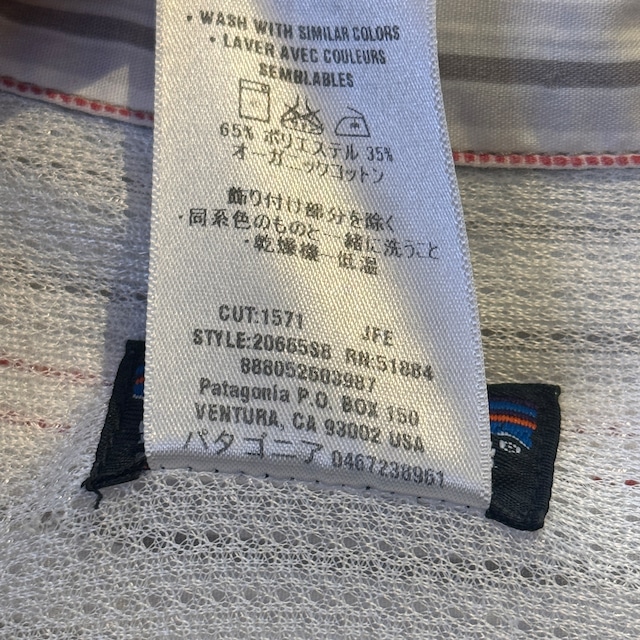 • WASH WITH SIMILAR COLORS
• LAVER AVEC COULEURS
SEMBLABLES
65% ポリエステル 35%
オーガニックコットン
飾り付け部分を除く
・同系色のものと一緒に洗うこと
・乾燥機－低温
CUT:1571 JFE
STYLE:20665S8 RN:51884
888052603987
Patagonia P.O. BOX 150
VENTURA, CA 93002 USA
パタゴニア 0467238961